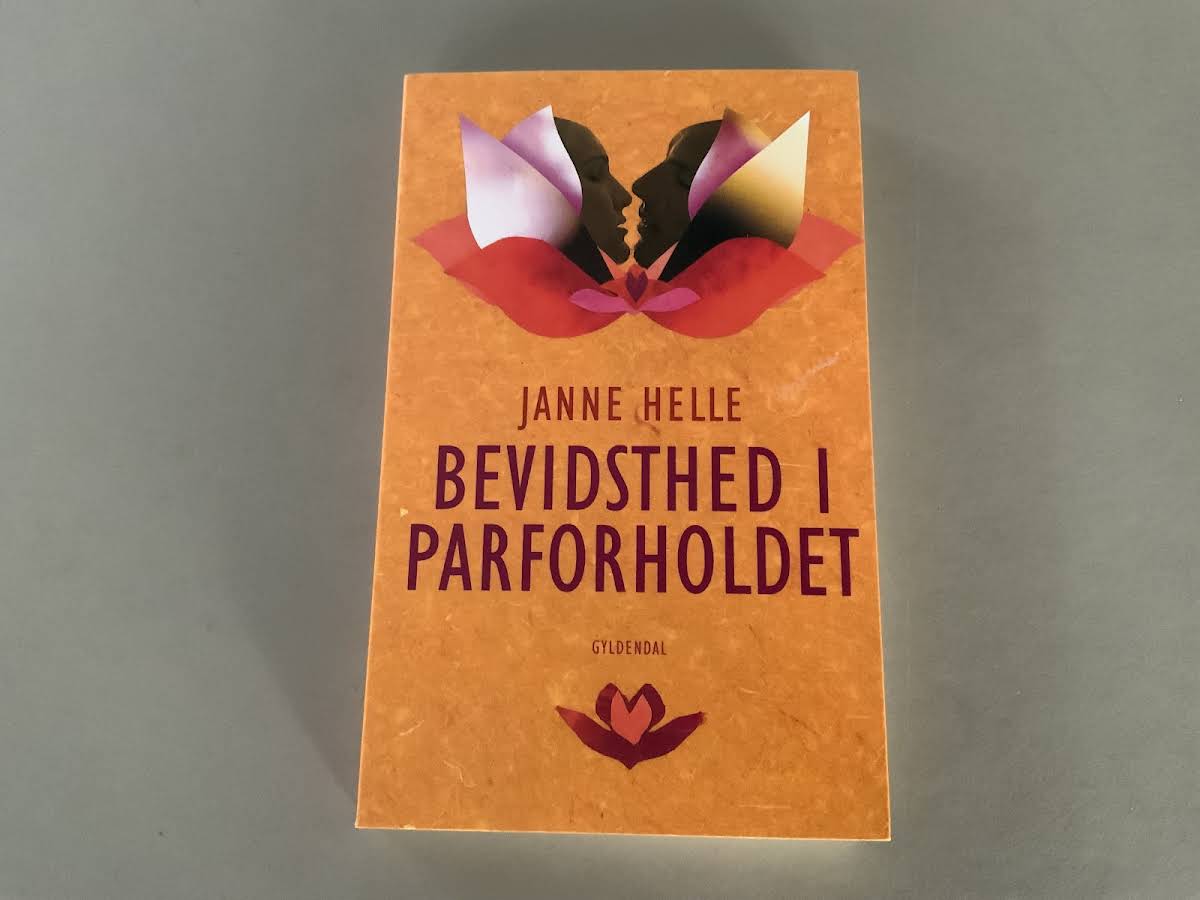 JANNE HELLE
BEVIDSTHED I
PARFORHOLDET
GYLDENDAL